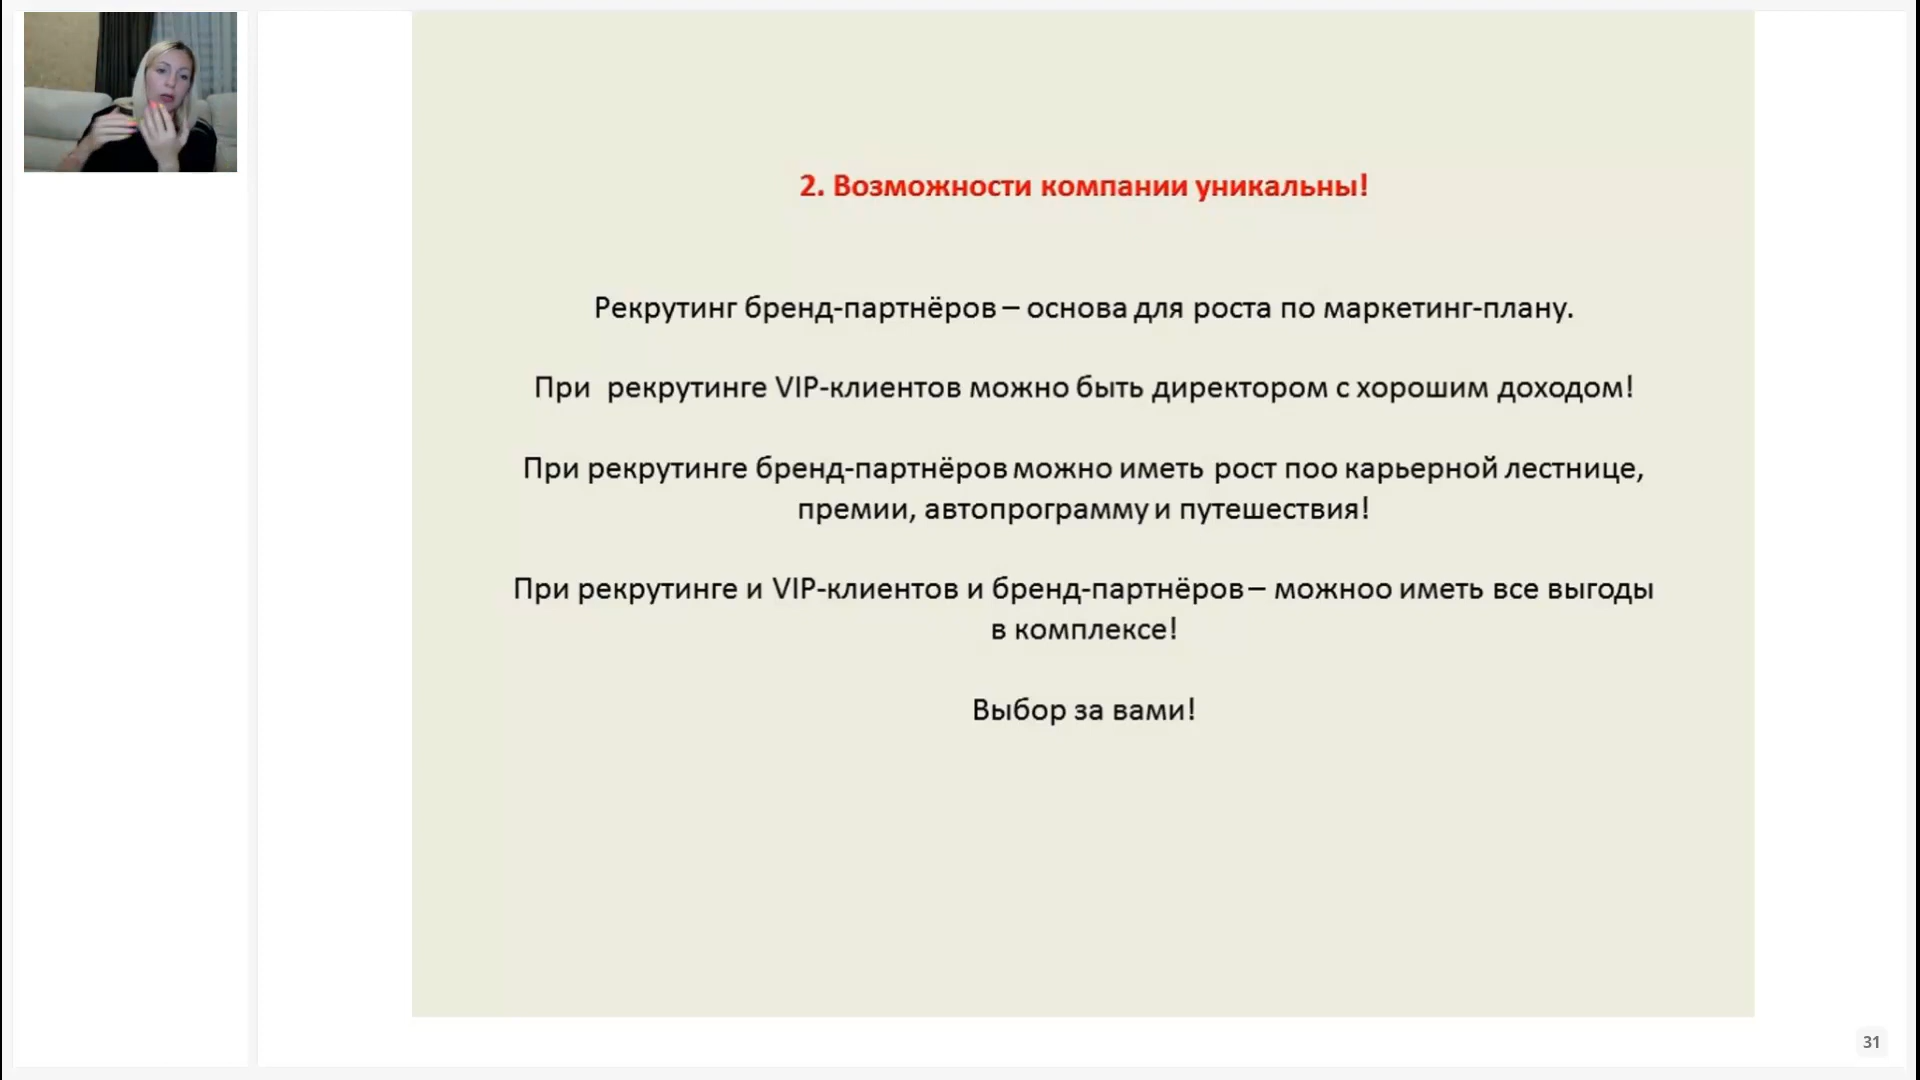 2. Возможности компании уникальны!
Рекрутинг бренд-партнёров – основа для роста по маркетинг-плану.
При рекрутинге VIP-клиентов можно быть директором с хорошим доходом!
При рекрутинге бренд-партнёров можно иметь рост поо карьерной лестнице,
премии, автопрограмму и путешествия!
При рекрутинге и VIP-клиентов и бренд-партнёров – можноо иметь все выгоды
в комплексе!
Выбор за вами!
31